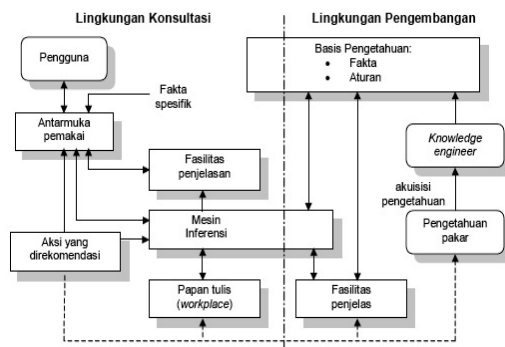 Lingkungan Konsultasi
Lingkungan Pengembangan
Pengguna
Basis Pengetahuan:
• Fakta
• Aturan
Fakta
spesifik
Antarmuka
pemakai
Knowledge
engineer
Fasilitas
penjelasan
akuisisi
pengetahuan
Mesin
Inferensi
Pengetahuan
pakar
Aksi yang
direkomendasi
Papan tulis
(workplace)
Fasilitas
penjelas